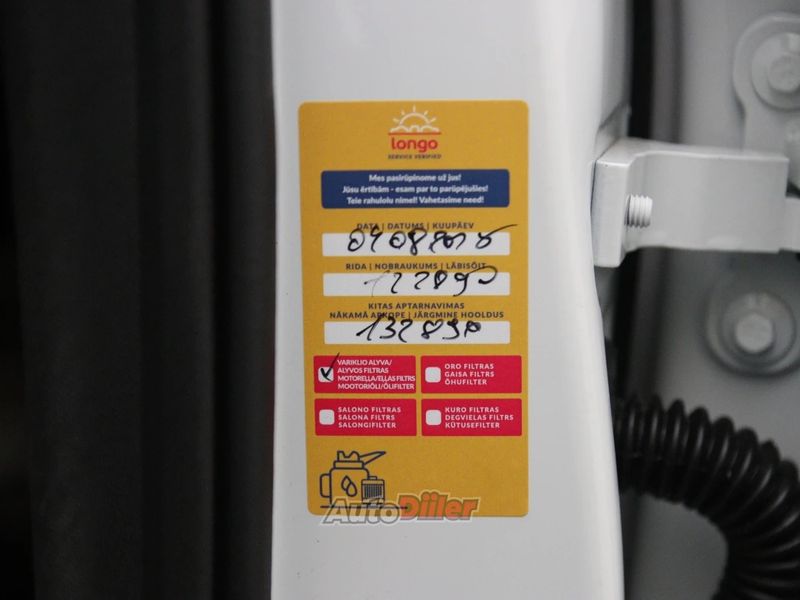 longo
SERVICE VERIFIED
Mes pasirūpinome už jus!
Jūsu ērtībām - esam par to parūpējušies!
Teie rahulolu nimel! Vahetasime need!
DATA | DATUMS | KUUPÄEV
RIDA | NOBRAUKUMS | LÄBISÕIT
122890
KITAS APTARNAVIMAS
NĀKAMĀ APKOPE | JÄRGMINE HOOLDUS
132890
VARIKLIO ALYVA/
ALYVOS FILTRAS
MOTOREĻĻA/EĻĻAS FILTRS
MOOTORIÕLI/ÕLIFILTER
ORO FILTRAS
GAISA FILTRS
ÕHUFILTER
SALONO FILTRAS
SALONA FILTRS
SALONGIFILTER
KURO FILTRAS
DEGVIELAS FILTRS
KÜTUSEFILTER
AutoDiiler